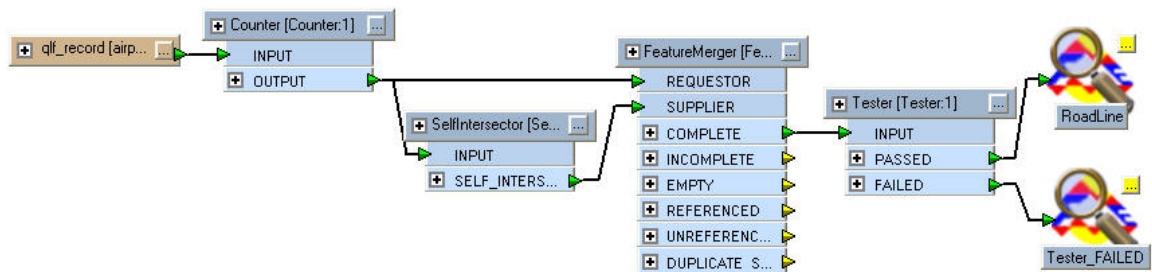 qlf_record [airp... ...
Counter [Counter:1] ...
INPUT
OUTPUT
SelfIntersector [Se... ...
INPUT
SELF_INTERS...
FeatureMerger [Fe... ...
REQUESTOR
SUPPLIER
COMPLETE
INCOMPLETE
EMPTY
REFERENCED
UNREFERENC...
DUPLICATE S...
Tester [Tester:1] ...
INPUT
PASSED
FAILED
...
RoadLine
...
Tester_FAILED